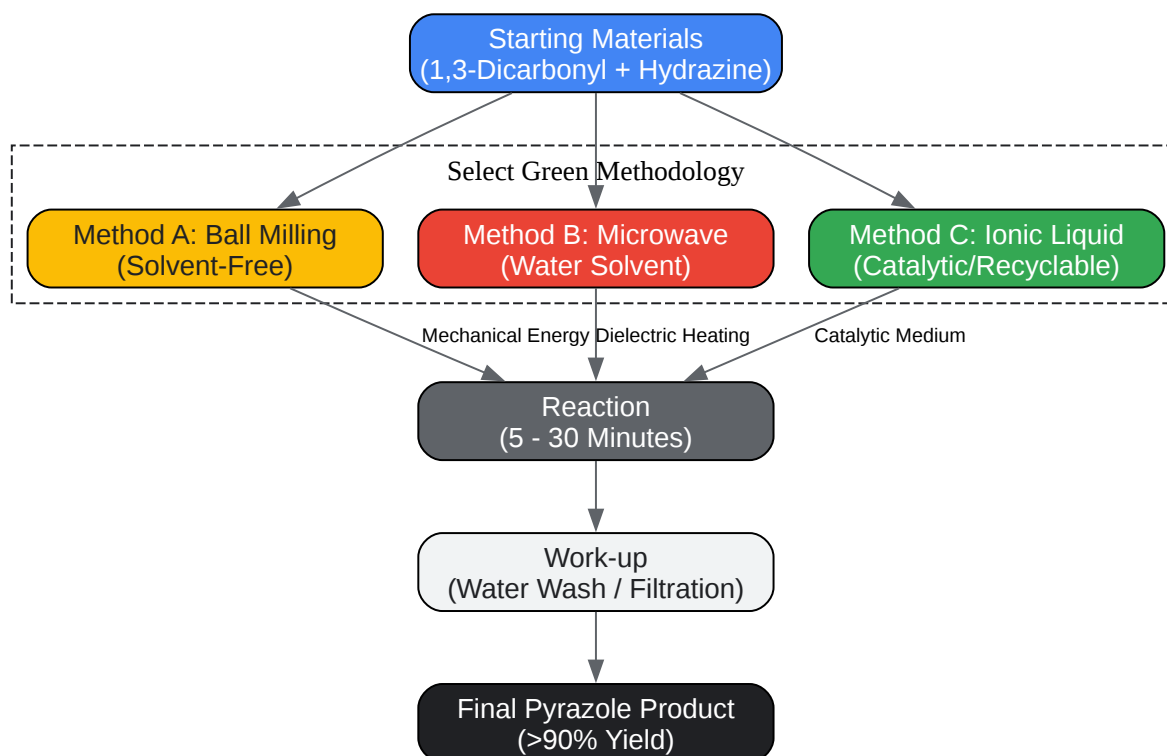 Starting Materials
(1,3-Dicarbonyl + Hydrazine)
Select Green Methodology
Method A: Ball Milling
(Solvent-Free)
Method B: Microwave
(Water Solvent)
Method C: Ionic Liquid
(Catalytic/Recyclable)
Mechanical Energy
Dielectric Heating
Catalytic Medium
Reaction
(5 - 30 Minutes)
Work-up
(Water Wash / Filtration)
Final Pyrazole Product
(>90% Yield)